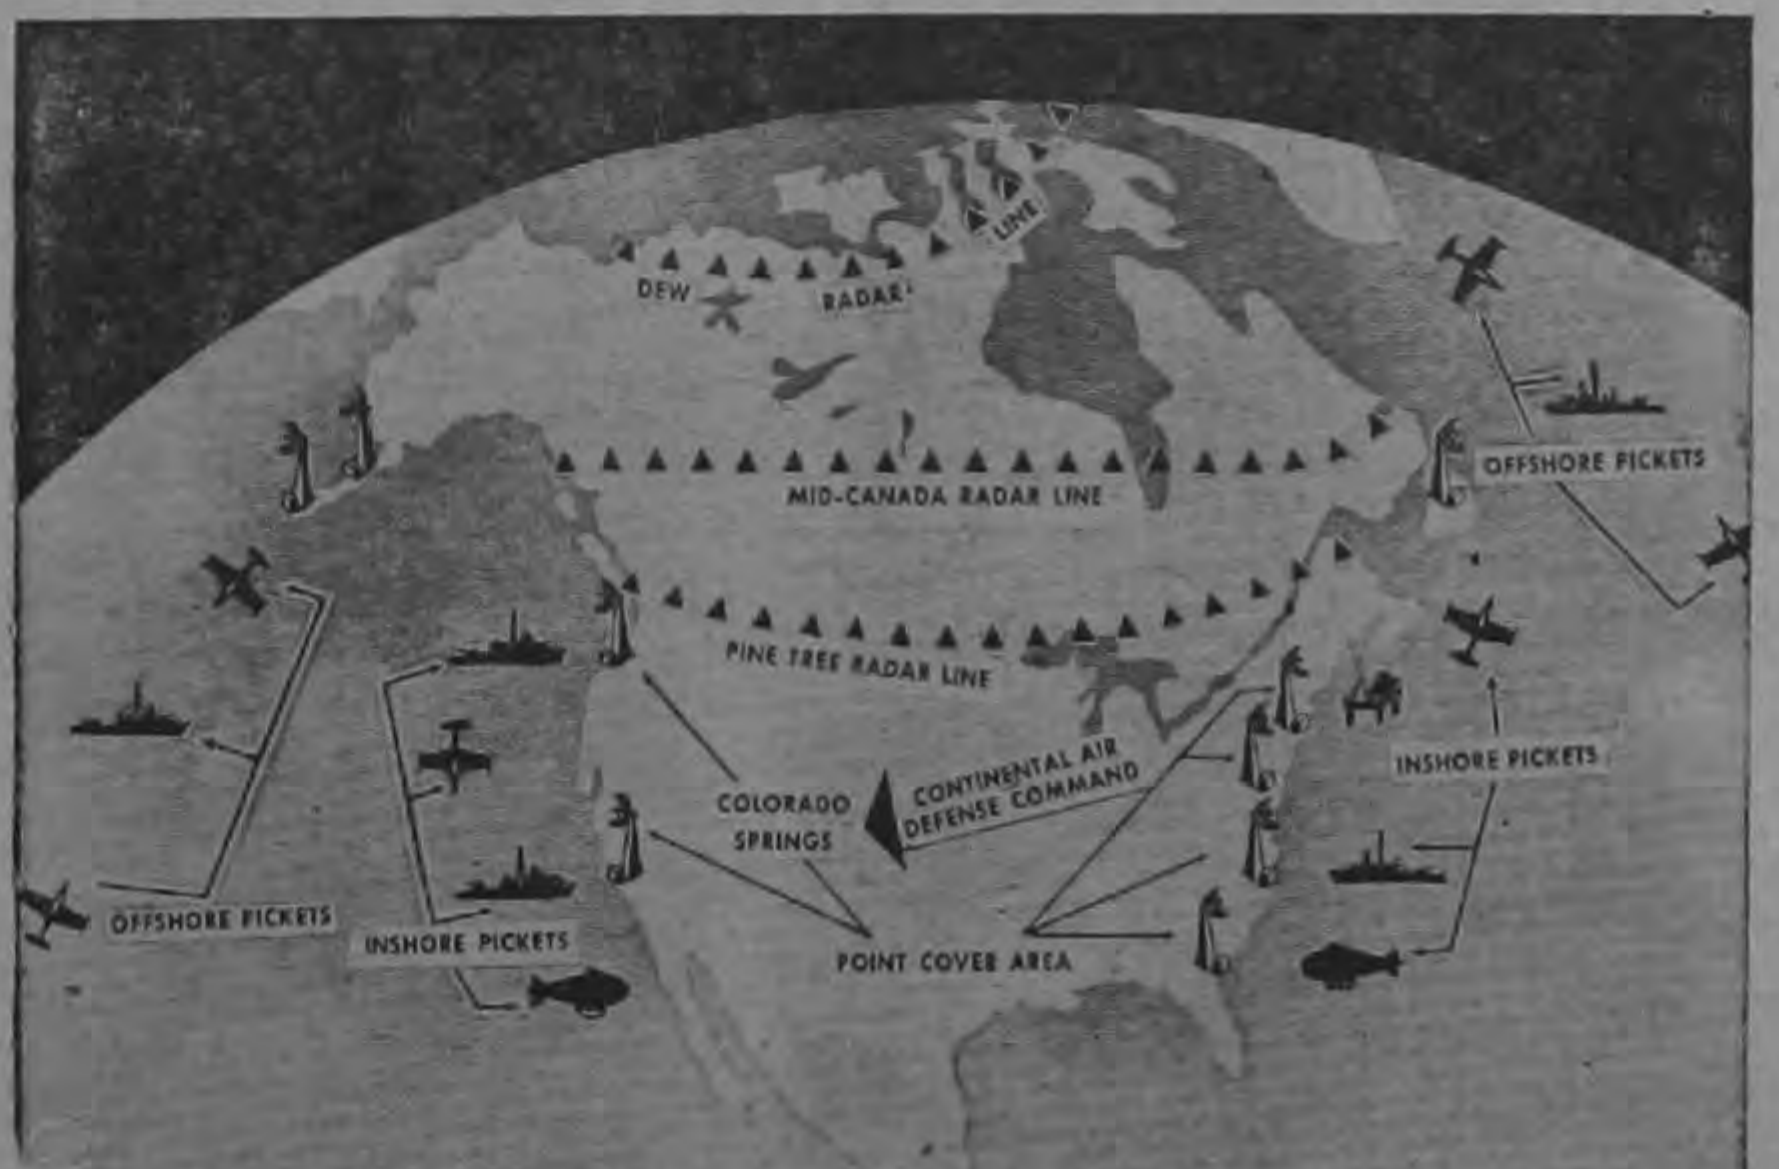 DEW RADAR LINE
OFFSHORE PICKETS
MID-CANADA RADAR LINE
PINE TREE RADAR LINE
CONTINENTAL AIR
DEFENSE COMMAND
INSHORE PICKETS
COLORADO
SPRINGS
OFFSHORE PICKETS
INSHORE PICKETS
POINT COVER AREA